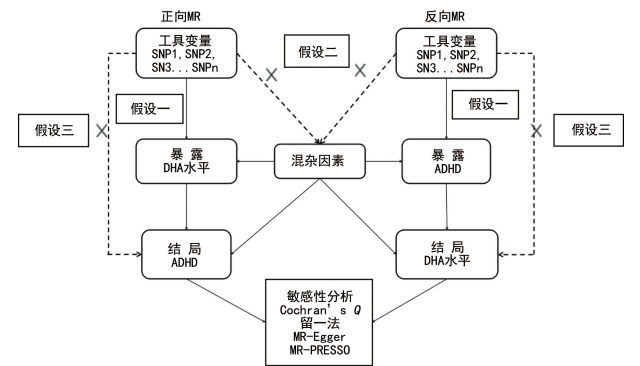 正向MR
反向MR
工具变量
SNP1, SNP2,
SN3... SNPn
假设二
工具变量
SNP1, SNP2,
SN3... SNPn
假设一
假设一
假设三
假设三
暴 露
DHA水平
混杂因素
暴 露
ADHD
结 局
ADHD
结 局
DHA水平
敏感性分析
Cochran’s Q
留一法
MR-Egger
MR-PRESSO